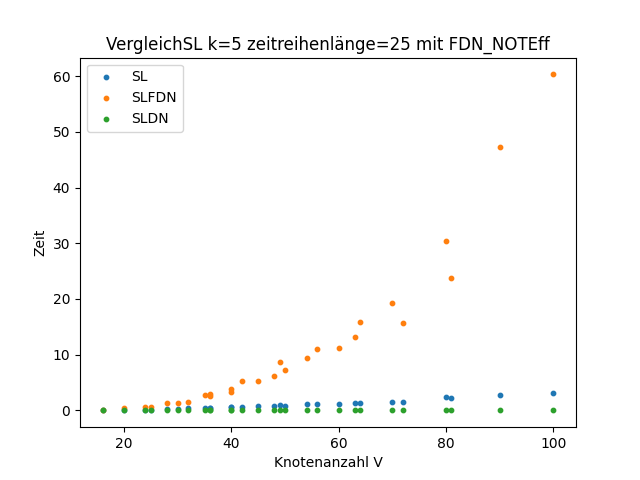 VergleichSL k=5 zeitreihenlänge=25 mit FDN_NOTEff
SL
SLFDN
SLDN
60
50
40
30
20
10
0
Zeit
20 40 60 80 100
Knotenanzahl V